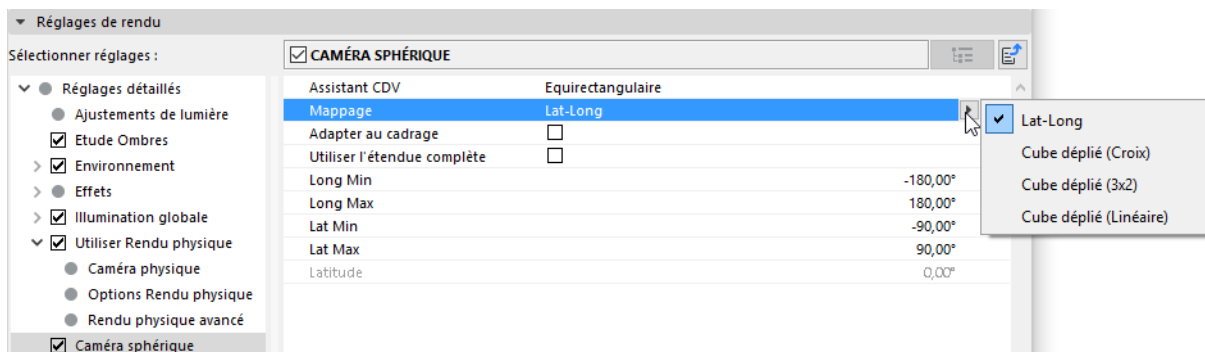 Réglages de rendu
Sélectionner réglages :
CAMÉRA SPHÉRIQUE
Réglages détaillés
Ajustements de lumière
Etude Ombres
Environnement
Effets
Illumination globale
Utiliser Rendu physique
Caméra physique
Options Rendu physique
Rendu physique avancé
Caméra sphérique
Assistant CDV Equirectangulaire
Mappage Lat-Long
Adapter au cadrage
Utiliser l'étendue complète
Long Min -180,00°
Long Max 180,00°
Lat Min -90,00°
Lat Max 90,00°
Latitude 0,00°
Lat-Long
Cube déplié (Croix)
Cube déplié (3x2)
Cube déplié (Linéaire)